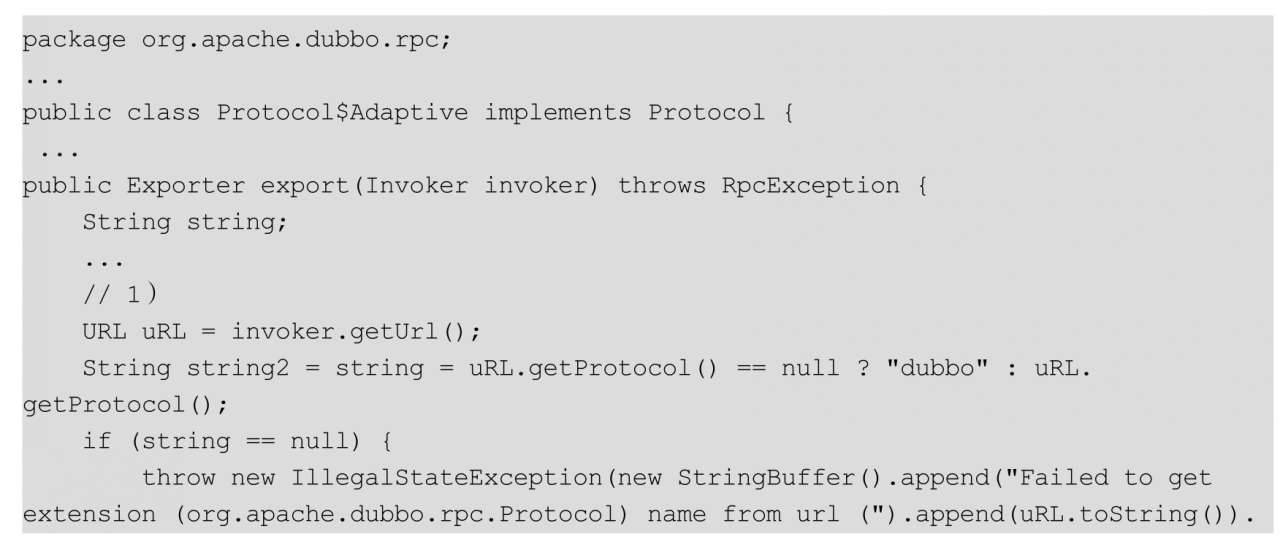 package org.apache.dubbo.rpc;
...
public class Protocol$Adaptive implements Protocol {
 ...
public Exporter export(Invoker invoker) throws RpcException {
    String string;
    ...
    // 1）
    URL uRL = invoker.getUrl();
    String string2 = string = uRL.getProtocol() == null ? "dubbo" : uRL.
getProtocol();
    if (string == null) {
        throw new IllegalStateException(new StringBuffer().append("Failed to get
extension (org.apache.dubbo.rpc.Protocol) name from url (").append(uRL.toString()).